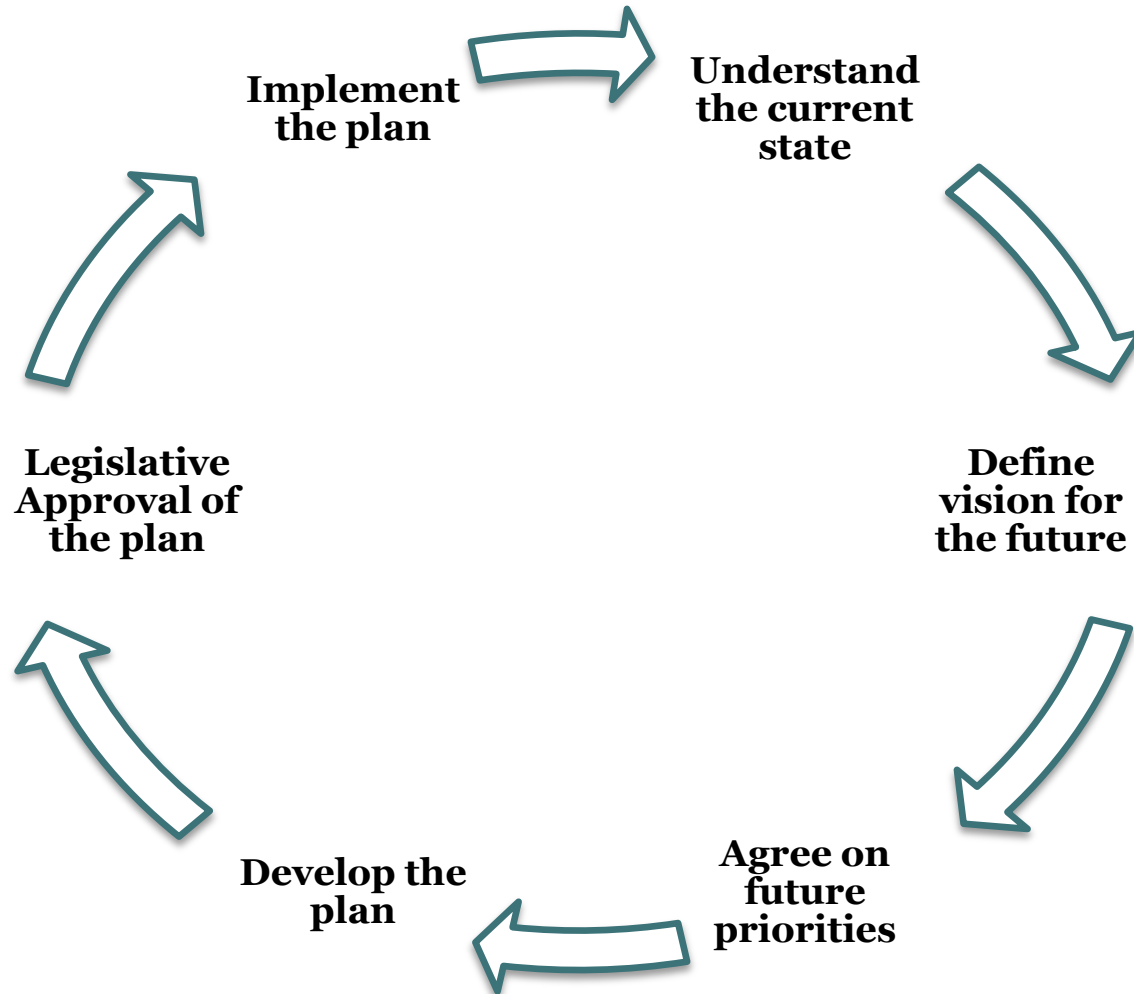 Understand
the current
state
Define
vision for
the future
Agree on
future
priorities
Develop the
plan
Legislative
Approval of
the plan
Implement
the plan